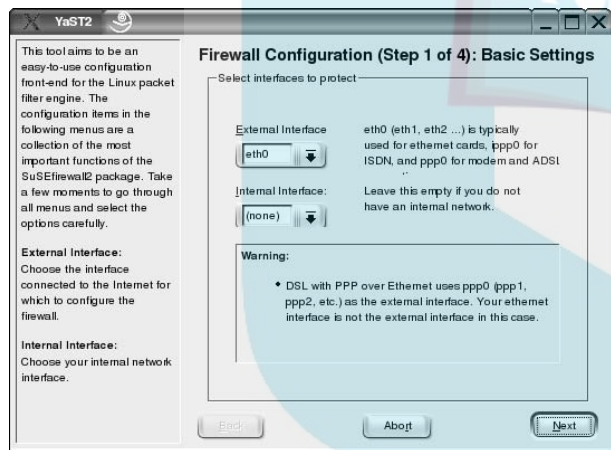 YaST2
This tool aims to be an
easy-to-use configuration
front-end for the Linux packet
filter engine. The
configuration items in the
following menus are a
collection of the most
important functions of the
SuSEfirewall2 package. Take
a few moments to go through
all menus and select the
options carefully.
External Interface:
Choose the interface
connected to the Internet for
which to configure the
firewall.
Internal Interface:
Choose your internal network
interface.
Firewall Configuration (Step 1 of 4): Basic Settings
Select interfaces to protect
External Interface
eth0
eth0 (eth1, eth2 ...) is typically
used for ethernet cards, ippp0 for
ISDN, and ppp0 for modem and ADSL
Internal Interface:
(none)
Leave this empty if you do not
have an internal network.
Warning:
• DSL with PPP over Ethernet uses ppp0 (ppp1,
ppp2, etc.) as the external interface. Your ethernet
interface is not the external interface in this case.
Back
Abort
Next